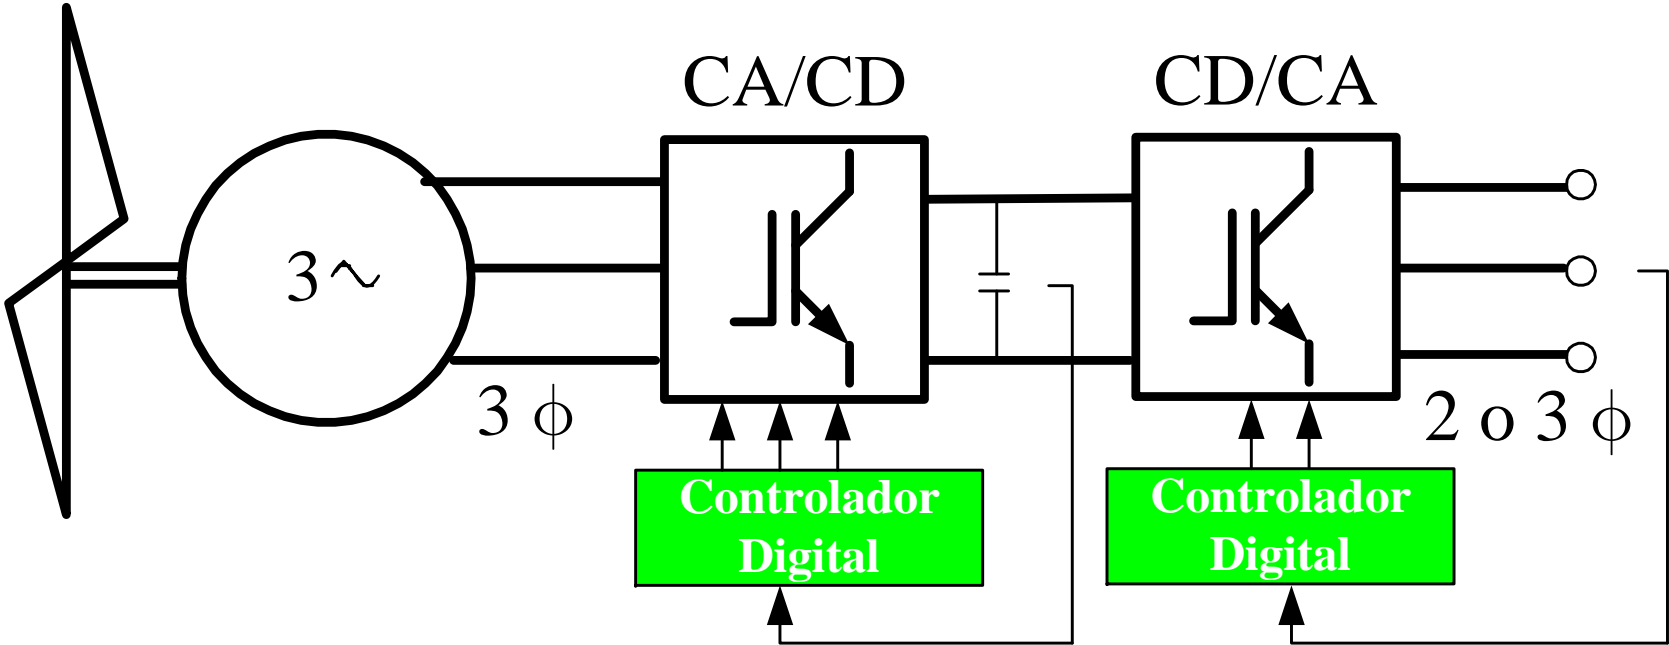 CA/CD
CD/CA
3~
3 ϕ
2 o 3 ϕ
Controlador
Digital
Controlador
Digital